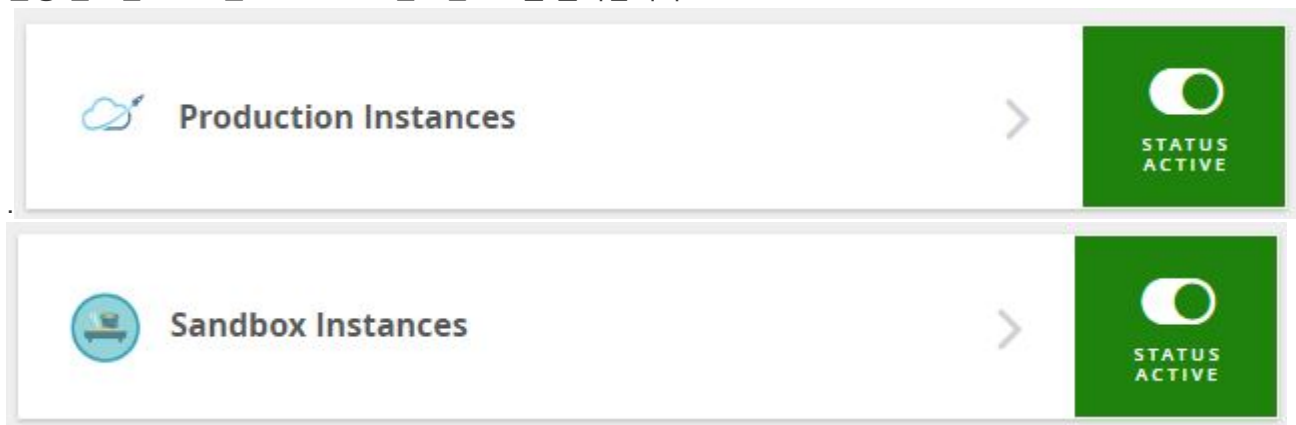 Production Instances
STATUS
ACTIVE
.
Sandbox Instances
STATUS
ACTIVE